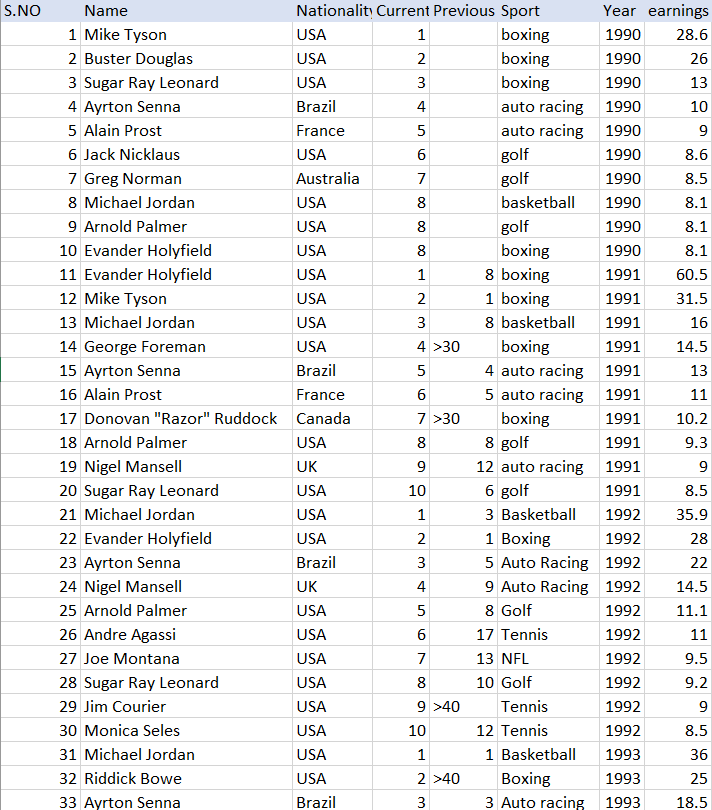 S.NO Name Nationality Current Previous Sport Year earnings
1 Mike Tyson USA 1 boxing 1990 28.6
2 Buster Douglas USA 2 boxing 1990 26
3 Sugar Ray Leonard USA 3 boxing 1990 13
4 Ayrton Senna Brazil 4 auto racing 1990 10
5 Alain Prost France 5 auto racing 1990 9
6 Jack Nicklaus USA 6 golf 1990 8.6
7 Greg Norman Australia 7 golf 1990 8.5
8 Michael Jordan USA 8 basketball 1990 8.1
9 Arnold Palmer USA 8 golf 1990 8.1
10 Evander Holyfield USA 8 boxing 1990 8.1
11 Evander Holyfield USA 1 8 boxing 1991 60.5
12 Mike Tyson USA 2 1 boxing 1991 31.5
13 Michael Jordan USA 3 8 basketball 1991 16
14 George Foreman USA 4 >30 boxing 1991 14.5
15 Ayrton Senna Brazil 5 4 auto racing 1991 13
16 Alain Prost France 6 5 auto racing 1991 11
17 Donovan "Razor" Ruddock Canada 7 >30 boxing 1991 10.2
18 Arnold Palmer USA 8 8 golf 1991 9.3
19 Nigel Mansell UK 9 12 auto racing 1991 9
20 Sugar Ray Leonard USA 10 6 golf 1991 8.5
21 Michael Jordan USA 1 3 Basketball 1992 35.9
22 Evander Holyfield USA 2 1 Boxing 1992 28
23 Ayrton Senna Brazil 3 5 Auto Racing 1992 22
24 Nigel Mansell UK 4 9 Auto Racing 1992 14.5
25 Arnold Palmer USA 5 8 Golf 1992 11.1
26 Andre Agassi USA 6 17 Tennis 1992 11
27 Joe Montana USA 7 13 NFL 1992 9.5
28 Sugar Ray Leonard USA 8 10 Golf 1992 9.2
29 Jim Courier USA 9 >40 Tennis 1992 9
30 Monica Seles USA 10 12 Tennis 1992 8.5
31 Michael Jordan USA 1 1 Basketball 1993 36
32 Riddick Bowe USA 2 >40 Boxing 1993 25
33 Ayrton Senna Brazil 3 3 Auto racing 1993 18.5